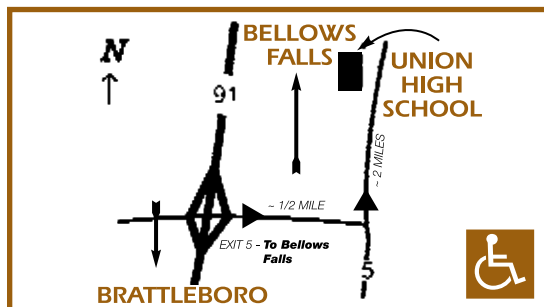 N
91
BELLOWS
FALLS
UNION
HIGH
SCHOOL
~ 2 MILES
~ 1/2 MILE
EXIT 5 - To Bellows
Falls
5
BRATTLEBORO